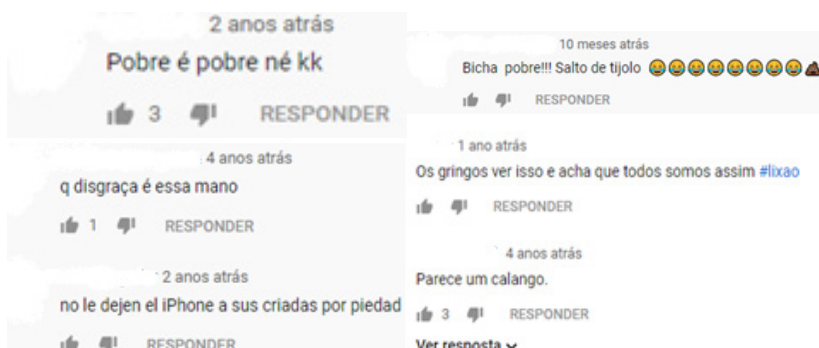 2 anos atrás
Pobre é pobre né kk
3 RESPONDER
4 anos atrás
q disgraça é essa mano
1 RESPONDER
2 anos atrás
no le dejen el iPhone a sus criadas por piedad
RESPONDER
10 meses atrás
Bicha pobre!!! Salto de tijolo 😂😂😂😂😂😂😂😂💩
RESPONDER
1 ano atrás
Os gringos ver isso e acha que todos somos assim #lixao
RESPONDER
4 anos atrás
Parece um calango.
3 RESPONDER
Ver resposta